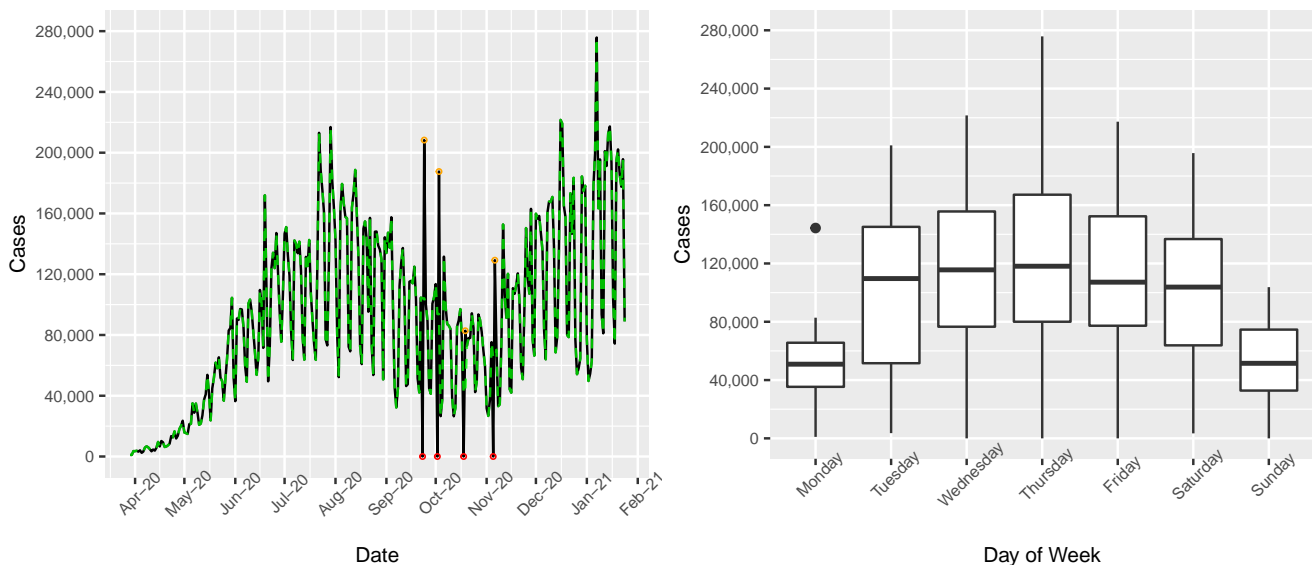 280,000
240,000
200,000
160,000
120,000
80,000
40,000
0
Cases
Apr−20
May−20
Jun−20
Jul−20
Aug−20
Sep−20
Oct−20
Nov−20
Dec−20
Jan−21
Feb−21
Date
280,000
240,000
200,000
160,000
120,000
80,000
40,000
0
Cases
Monday
Tuesday
Wednesday
Thursday
Friday
Saturday
Sunday
Day of Week